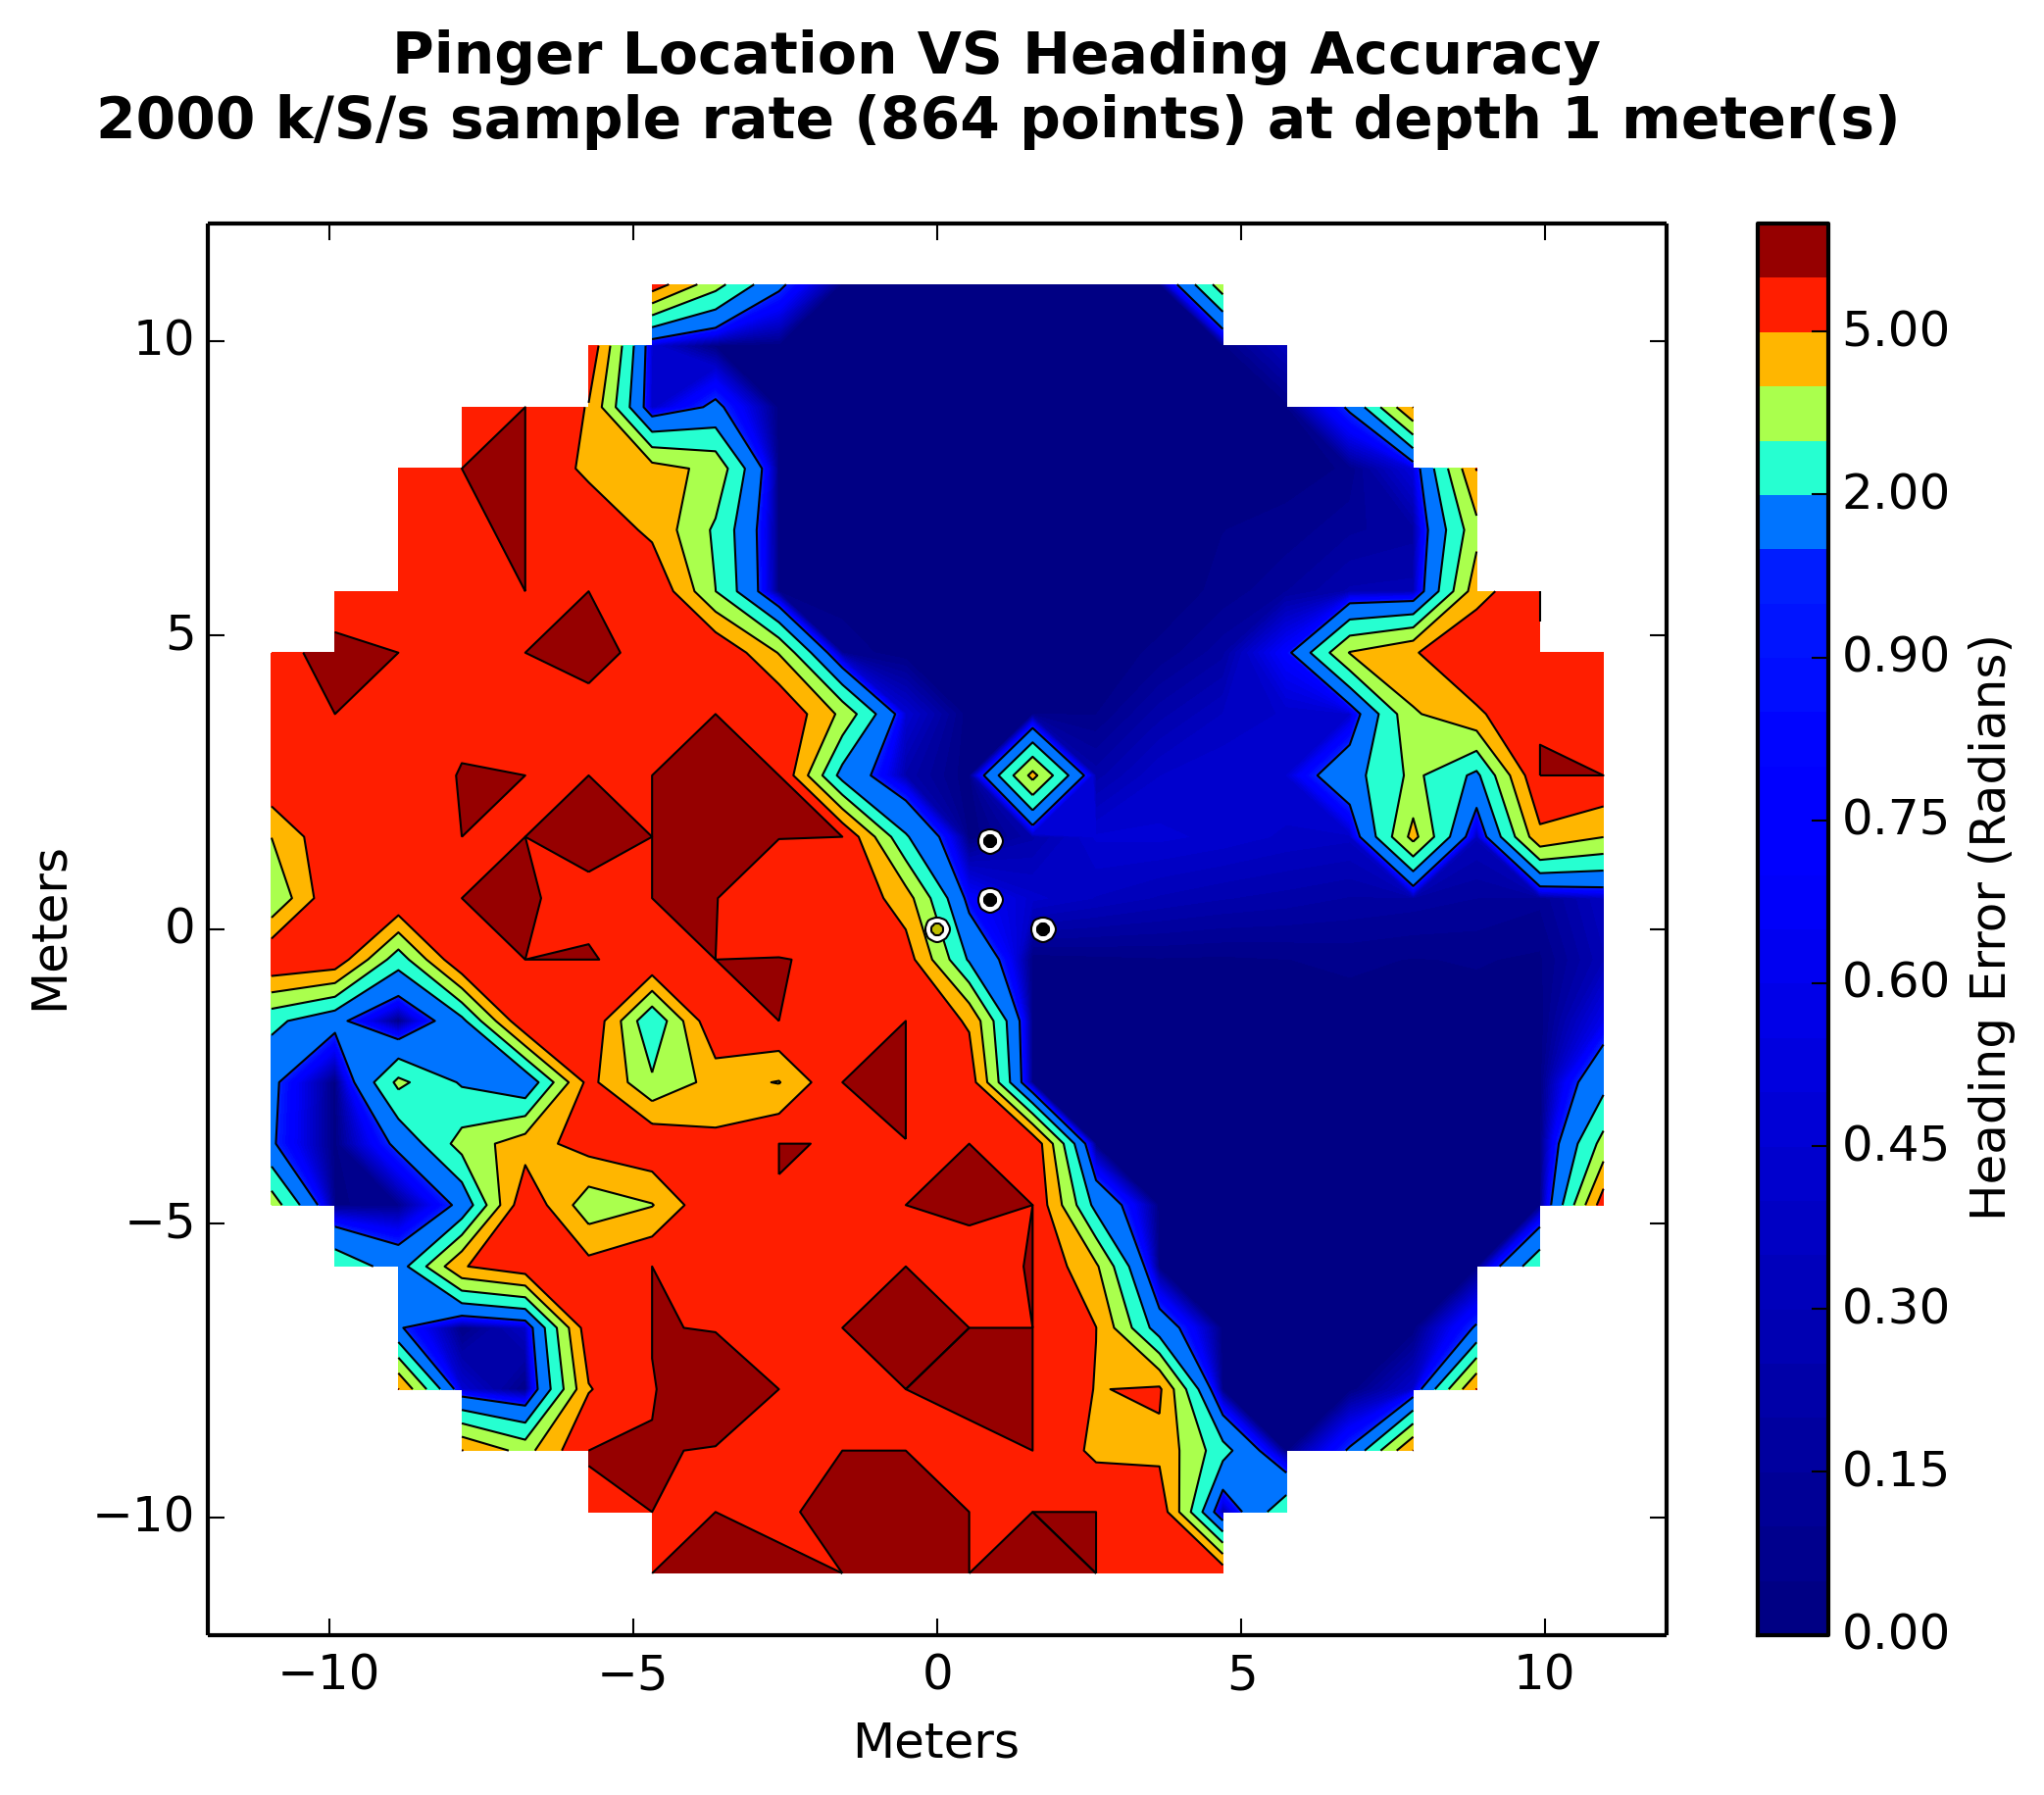 Pinger Location VS Heading Accuracy
2000 k/S/s sample rate (864 points) at depth 1 meter(s)
10
5
0
−5
−10
Meters
−10 −5 0 5 10
Meters
5.00
2.00
0.90
0.75
0.60
0.45
0.30
0.15
0.00
Heading Error (Radians)